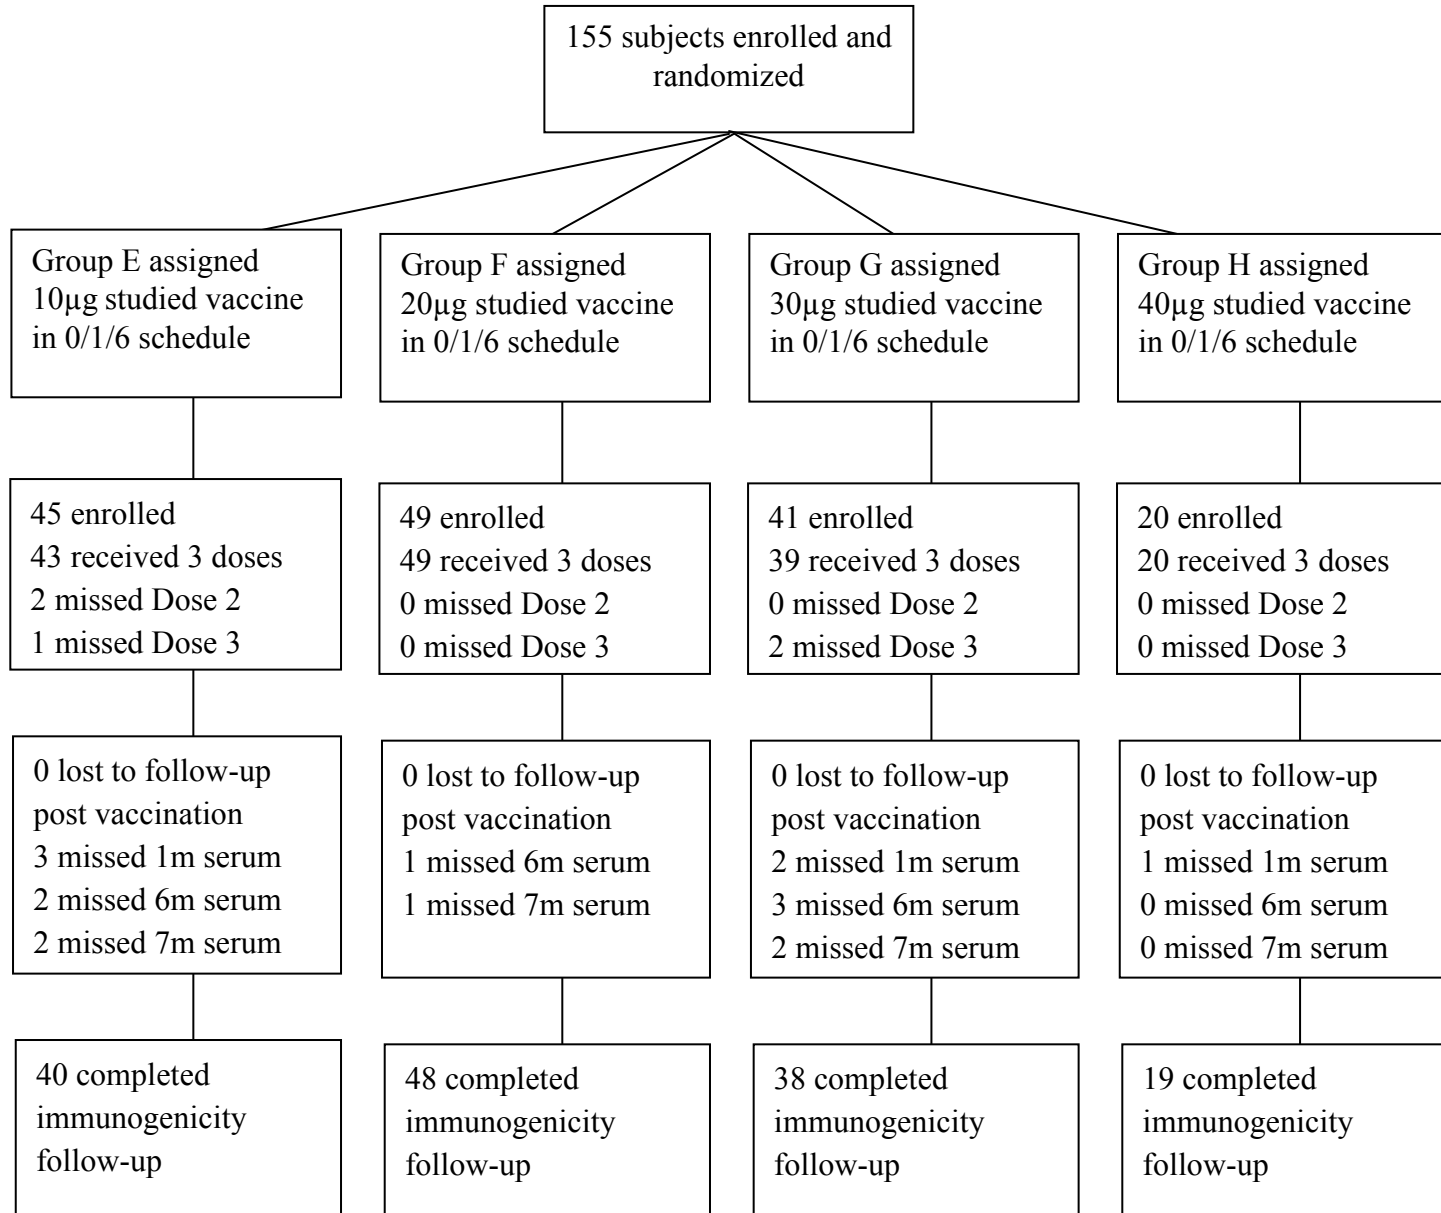 155 subjects enrolled and
randomized
Group E assigned
10µg studied vaccine
in 0/1/6 schedule
Group F assigned
20µg studied vaccine
in 0/1/6 schedule
Group G assigned
30µg studied vaccine
in 0/1/6 schedule
Group H assigned
40µg studied vaccine
in 0/1/6 schedule
45 enrolled
43 received 3 doses
2 missed Dose 2
1 missed Dose 3
49 enrolled
49 received 3 doses
0 missed Dose 2
0 missed Dose 3
41 enrolled
39 received 3 doses
0 missed Dose 2
2 missed Dose 3
20 enrolled
20 received 3 doses
0 missed Dose 2
0 missed Dose 3
0 lost to follow-up
post vaccination
3 missed 1m serum
2 missed 6m serum
2 missed 7m serum
0 lost to follow-up
post vaccination
1 missed 6m serum
1 missed 7m serum
0 lost to follow-up
post vaccination
2 missed 1m serum
3 missed 6m serum
2 missed 7m serum
0 lost to follow-up
post vaccination
1 missed 1m serum
0 missed 6m serum
0 missed 7m serum
40 completed
immunogenicity
follow-up
48 completed
immunogenicity
follow-up
38 completed
immunogenicity
follow-up
19 completed
immunogenicity
follow-up